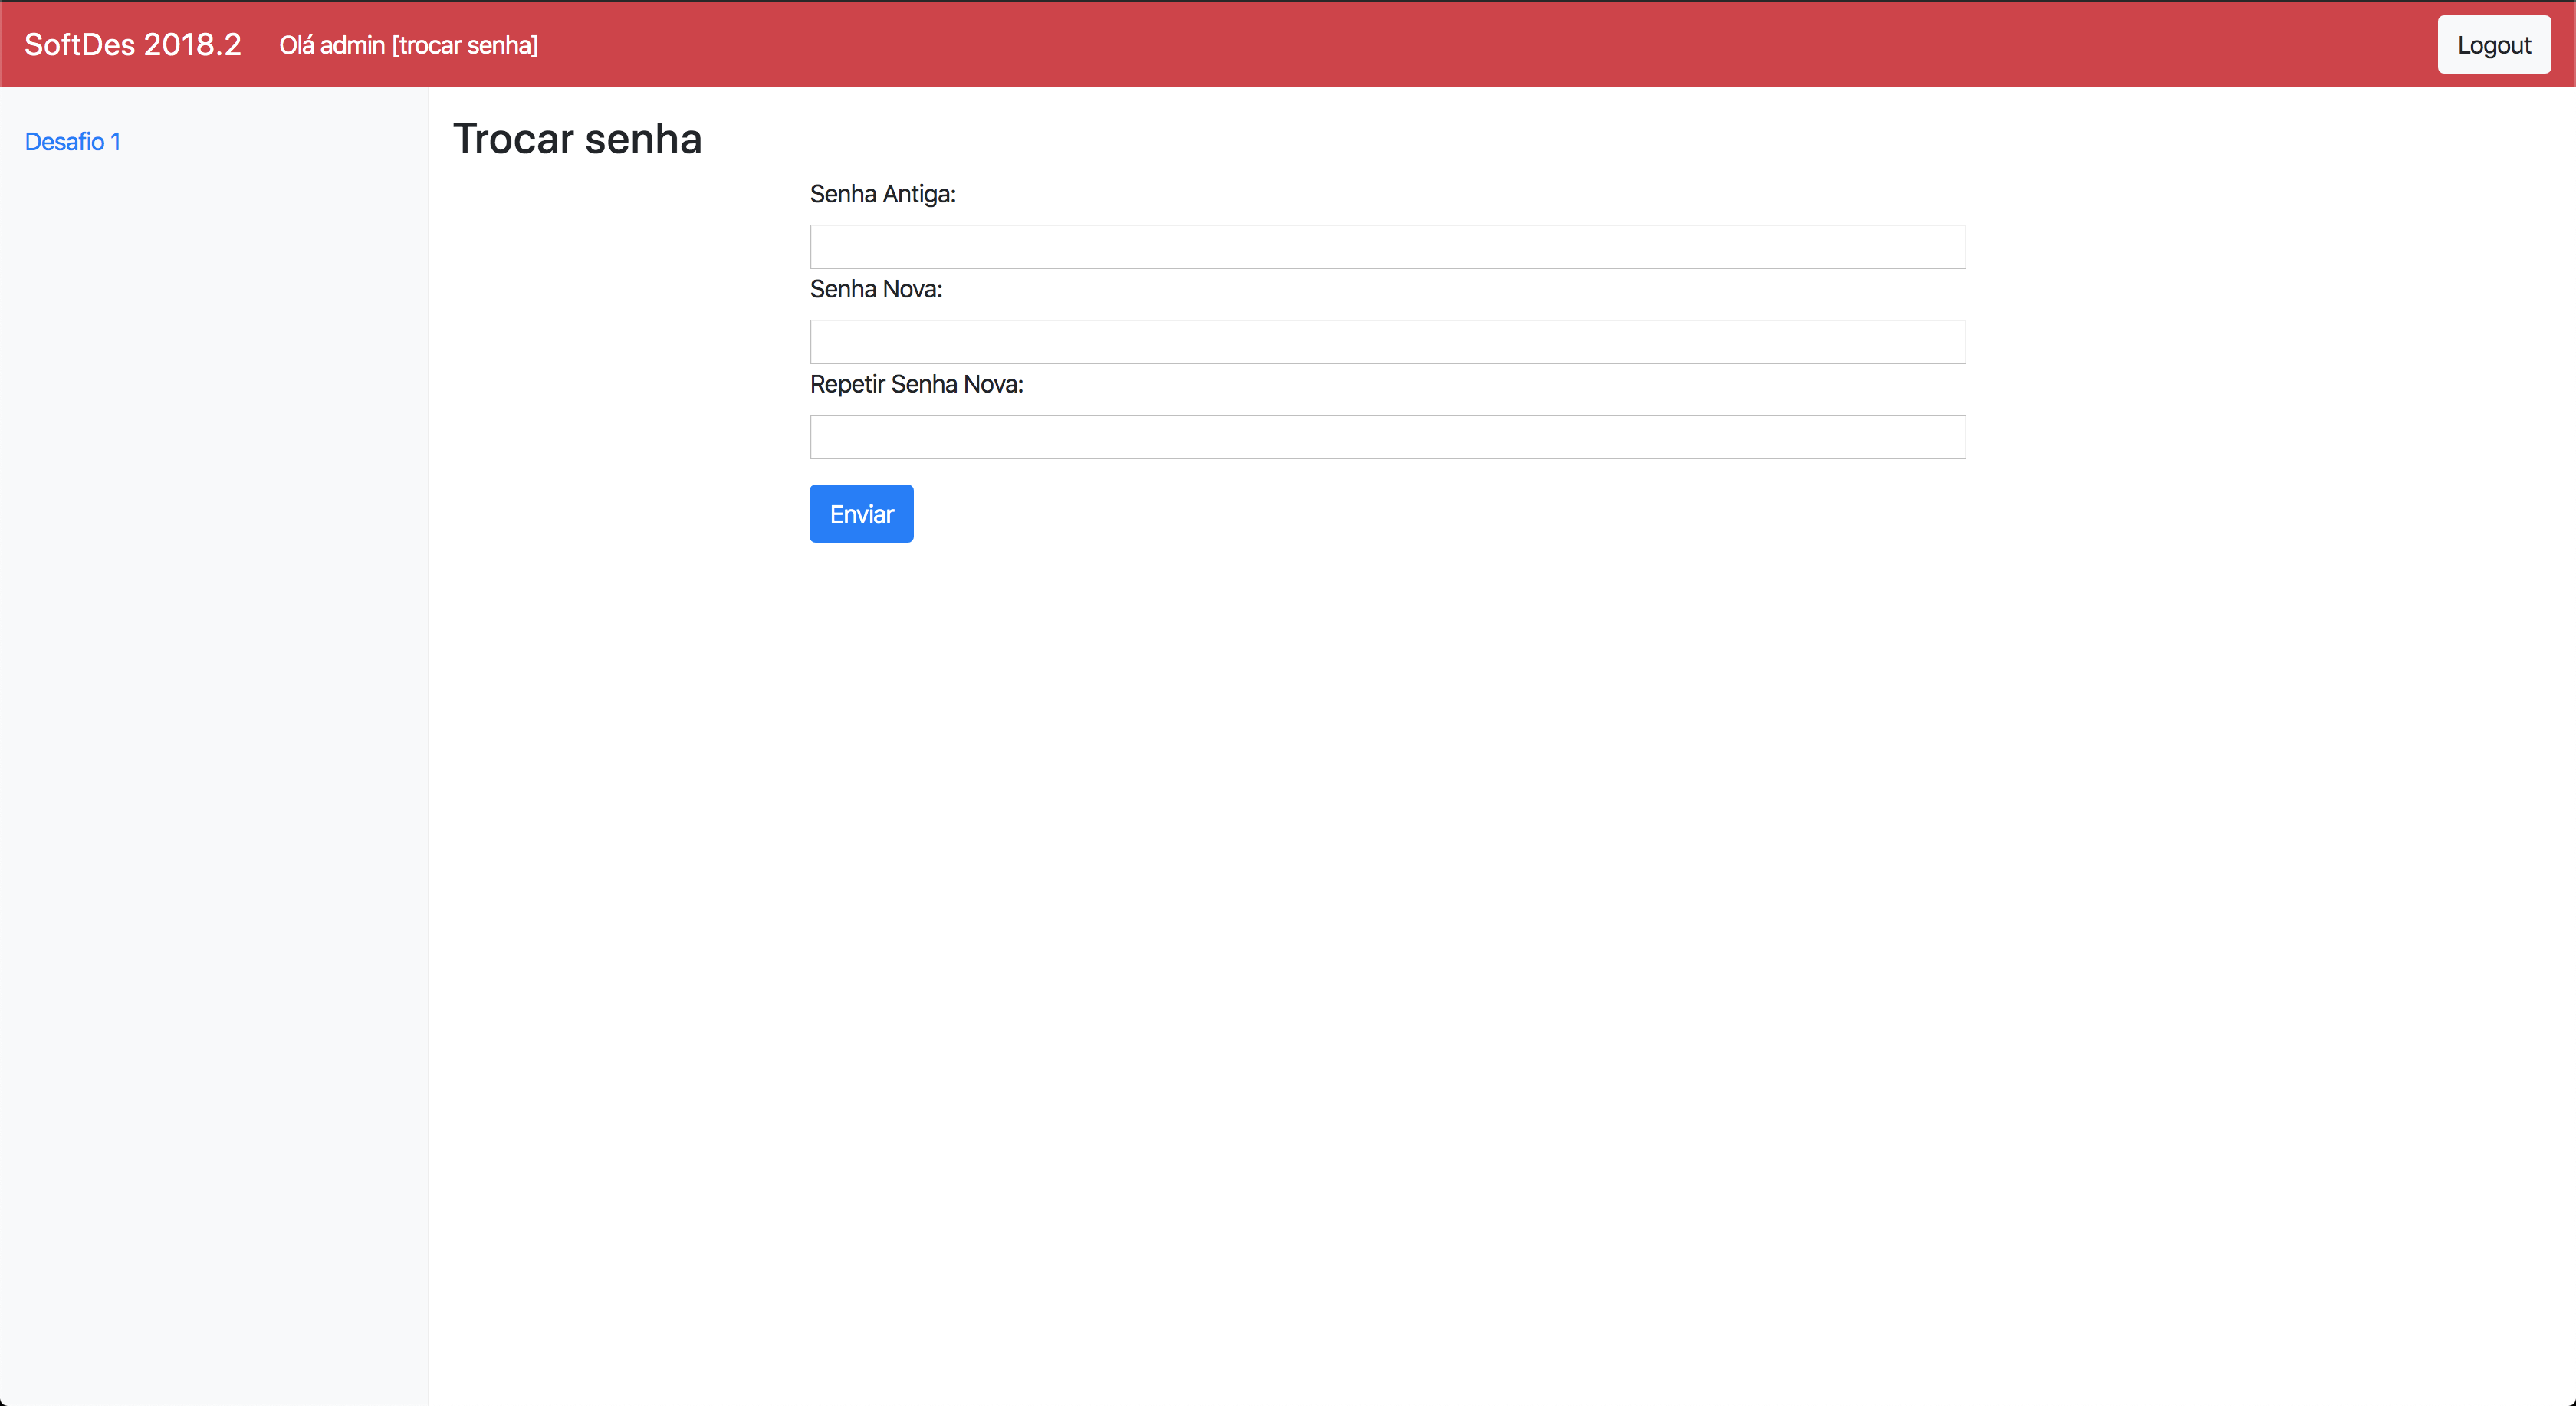 SoftDes 2018.2 Olá admin [trocar senha] Logout
Desafio 1
Trocar senha
Senha Antiga:
Senha Nova:
Repetir Senha Nova:
Enviar